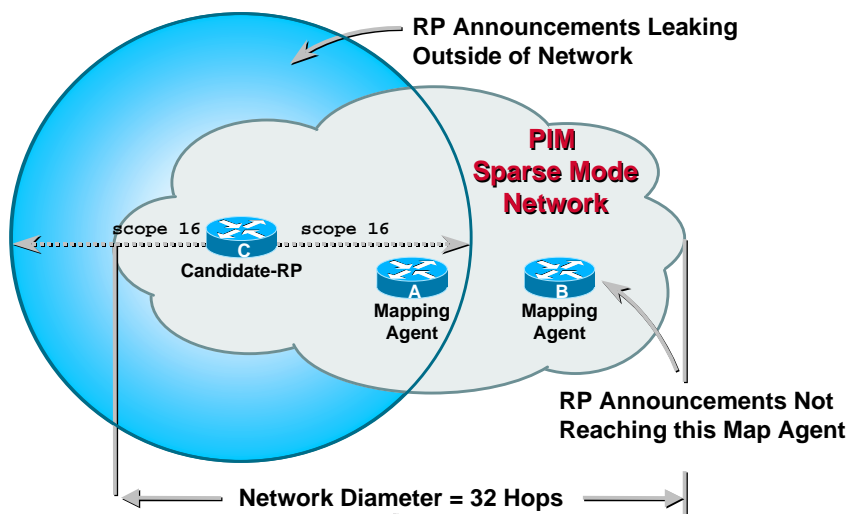 RP Announcements Leaking
Outside of Network
PIM
Sparse Mode
Network
scope 16
scope 16
C
Candidate-RP
A
Mapping
Agent
B
Mapping
Agent
RP Announcements Not
Reaching this Map Agent
Network Diameter = 32 Hops